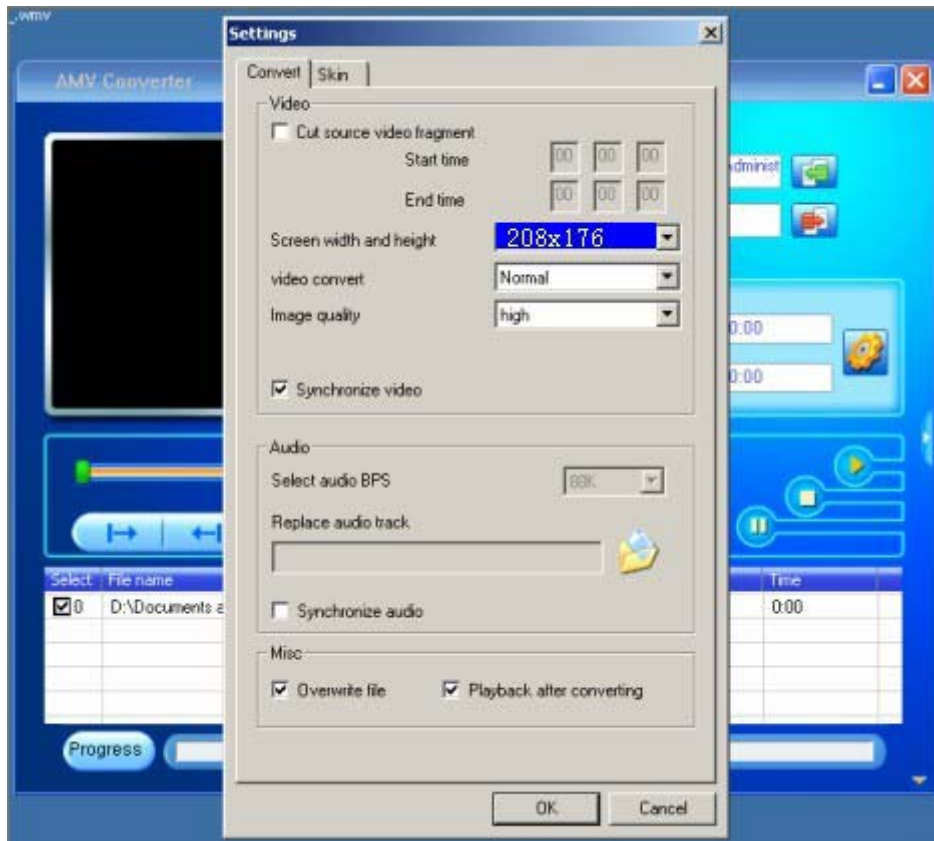 _.wmv
Settings
AMV Converter
Convert
Skin
Video
Cut source video fragment
Start time 00 00 00
End time 00 00 00
Administ
Screen width and height 208x176
video convert Normal
Image quality high
0:00
0:00
Synchronize video
Audio
Select audio BPS
Replace audio track
Select File name Time
0 D:\Documents a 0:00
Synchronize audio
Misc
Overwrite file Playback after converting
Progress
OK Cancel